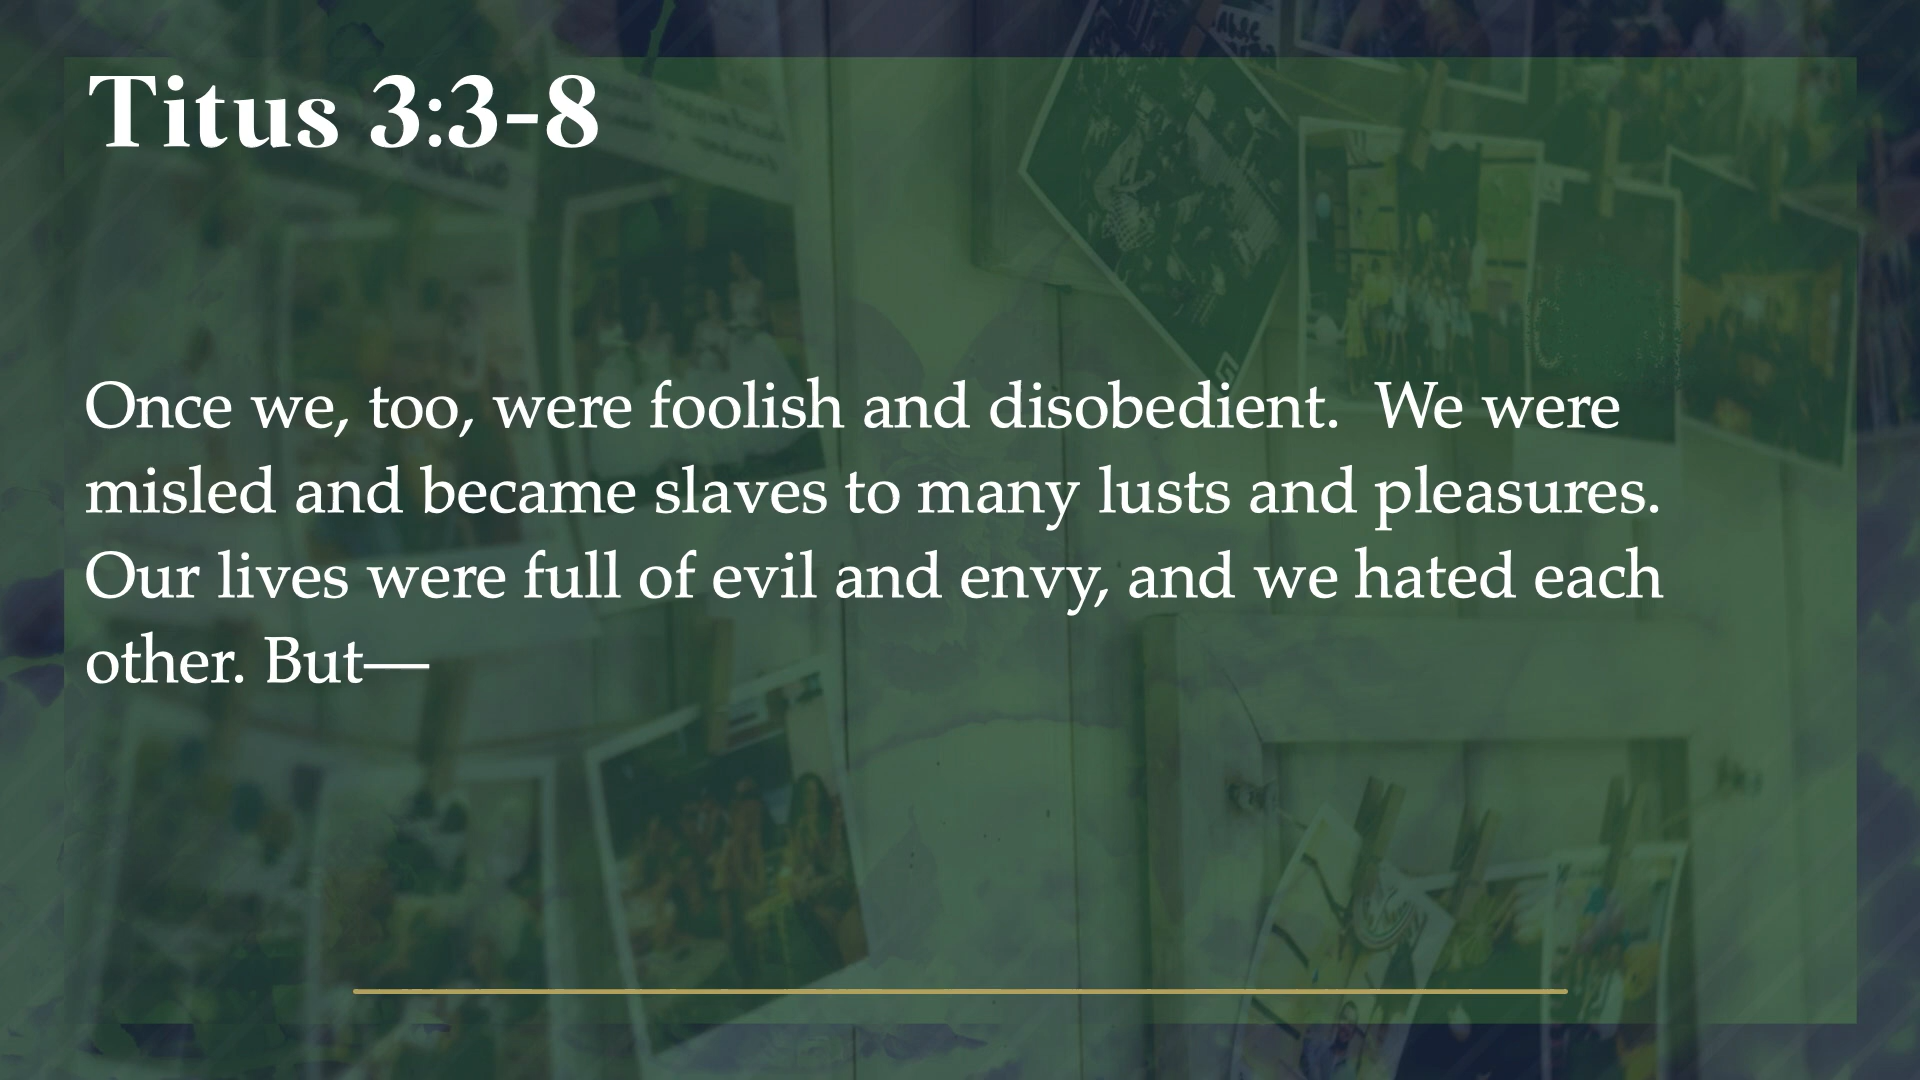 Titus 3:3-8
Once we, too, were foolish and disobedient.  We were
misled and became slaves to many lusts and pleasures.
Our lives were full of evil and envy, and we hated each
other. But—